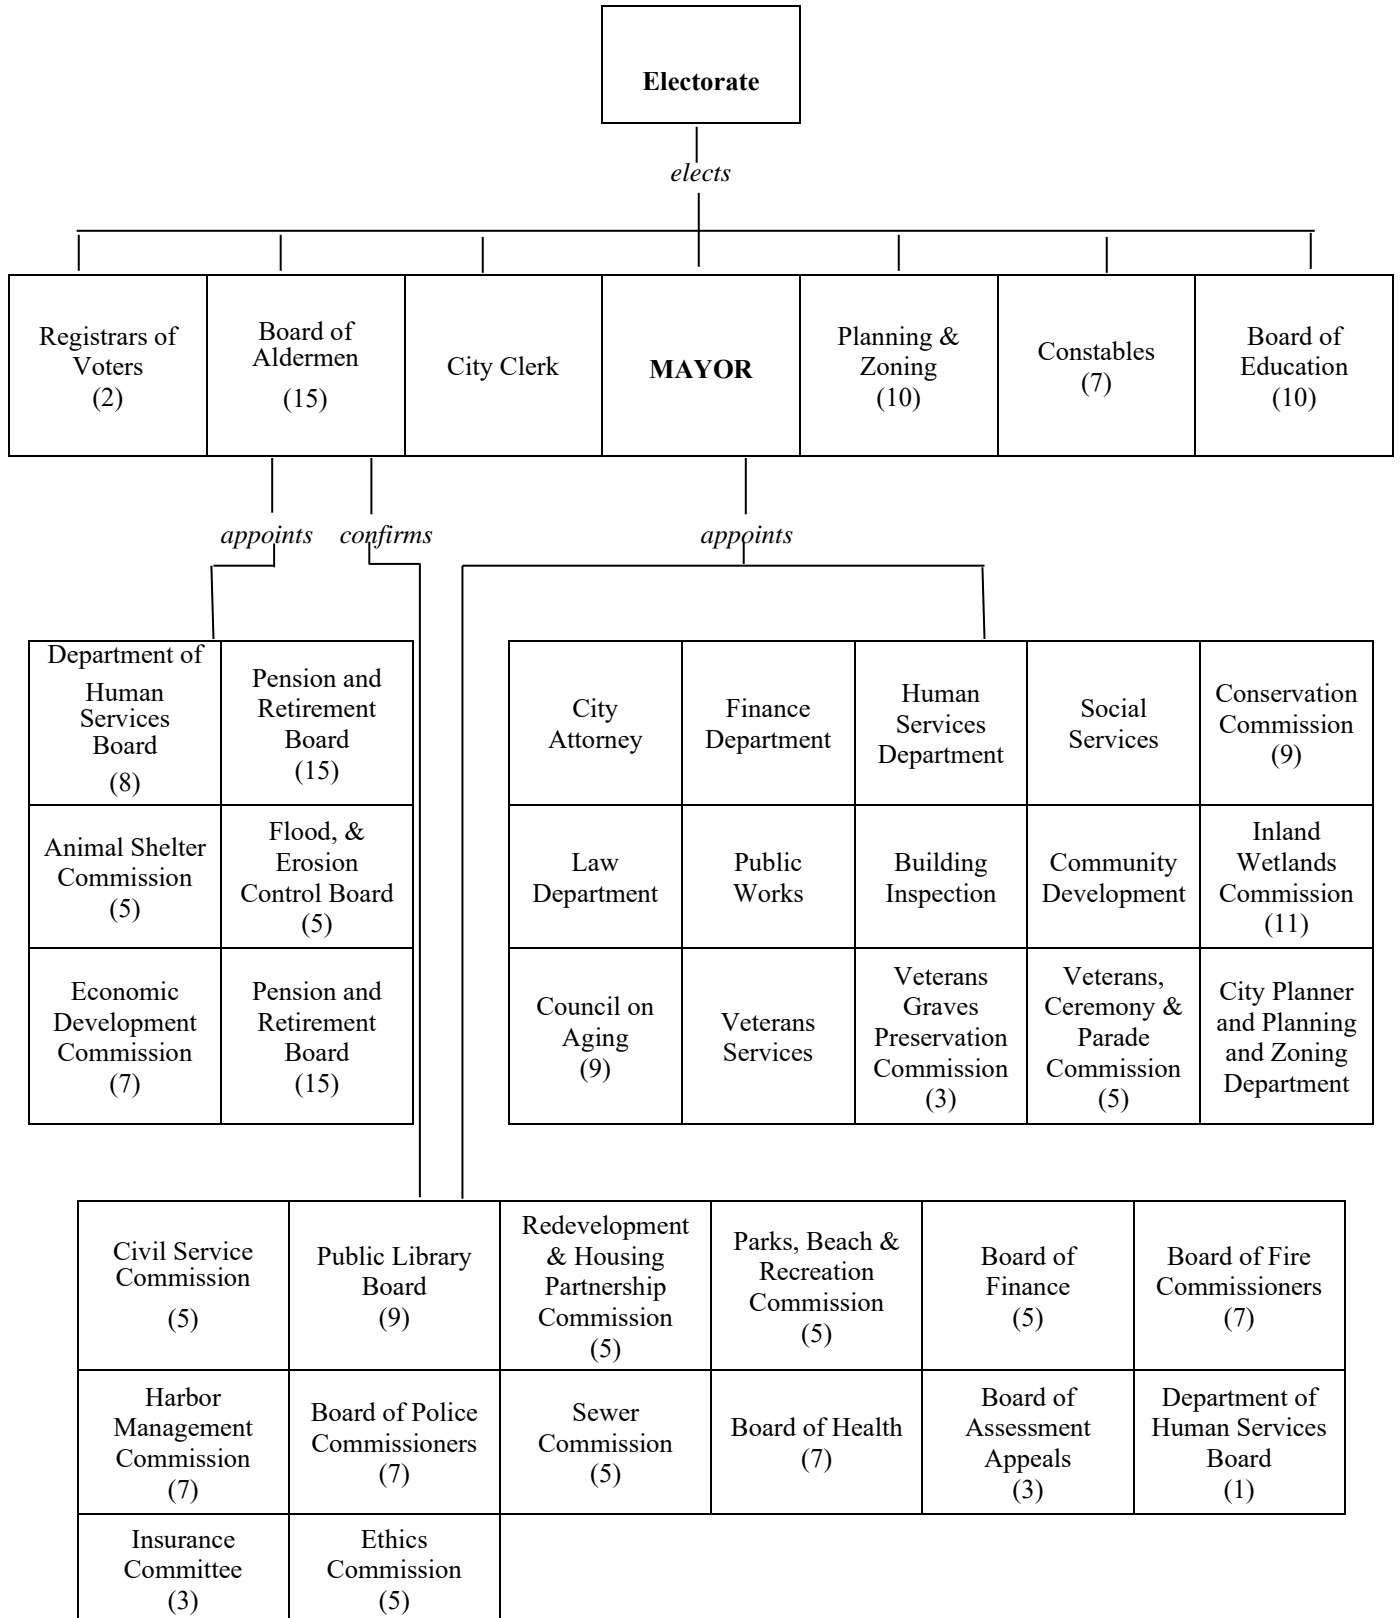 Electorate
elects
Registrars of
Voters
(2)
Board of
Aldermen
(15)
City Clerk
MAYOR
Planning &
Zoning
(10)
Constables
(7)
Board of
Education
(10)
appoints
confirms
appoints
Department of
Human
Services
Board
(8)
Pension and
Retirement
Board
(15)
Animal Shelter
Commission
(5)
Flood, &
Erosion
Control Board
(5)
Economic
Development
Commission
(7)
Pension and
Retirement
Board
(15)
City
Attorney
Finance
Department
Human
Services
Department
Social
Services
Conservation
Commission
(9)
Law
Department
Public
Works
Building
Inspection
Community
Development
Inland
Wetlands
Commission
(11)
Council on
Aging
(9)
Veterans
Services
Veterans
Graves
Preservation
Commission
(3)
Veterans,
Ceremony &
Parade
Commission
(5)
City Planner
and Planning
and Zoning
Department
Civil Service
Commission
(5)
Public Library
Board
(9)
Redevelopment
& Housing
Partnership
Commission
(5)
Parks, Beach &
Recreation
Commission
(5)
Board of
Finance
(5)
Board of Fire
Commissioners
(7)
Harbor
Management
Commission
(7)
Board of Police
Commissioners
(7)
Sewer
Commission
(5)
Board of Health
(7)
Board of
Assessment
Appeals
(3)
Department of
Human Services
Board
(1)
Insurance
Committee
(3)
Ethics
Commission
(5)